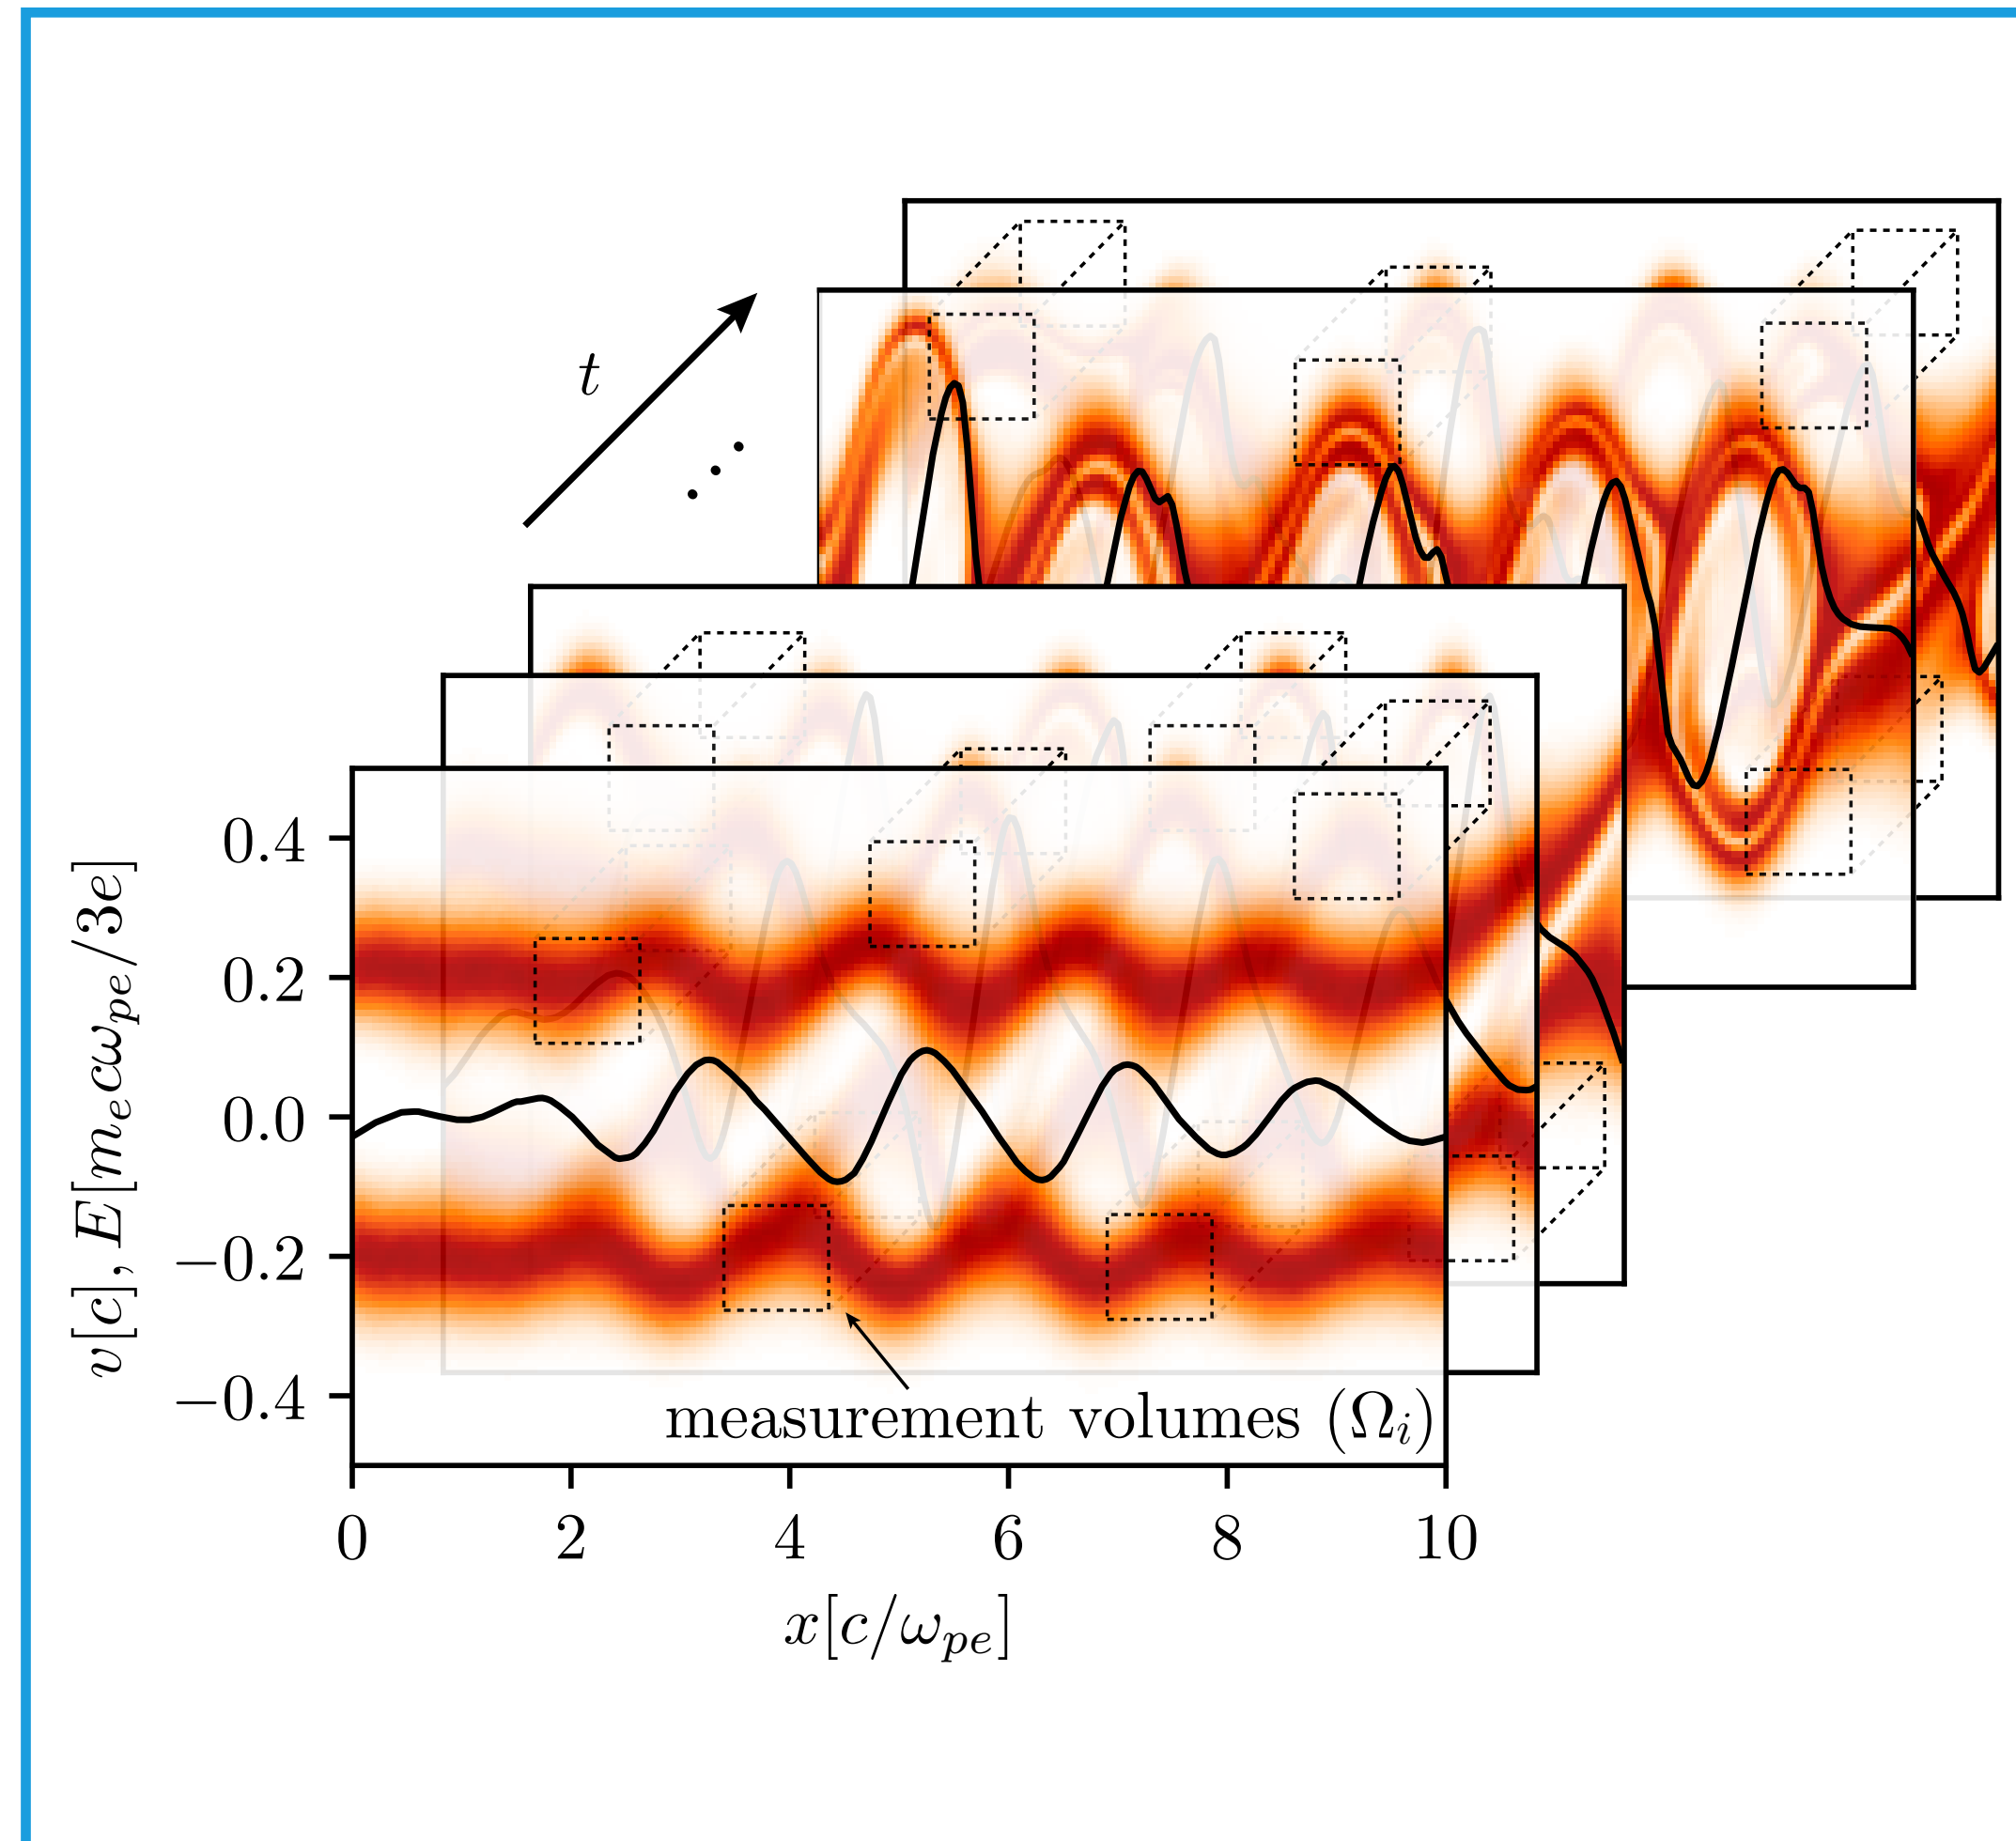 t
v[c], E[m_e cω_pe/3e]
0.4
0.2
0.0
−0.2
−0.4
measurement volumes (Ω_i)
0 2 4 6 8 10
x[c/ω_pe]